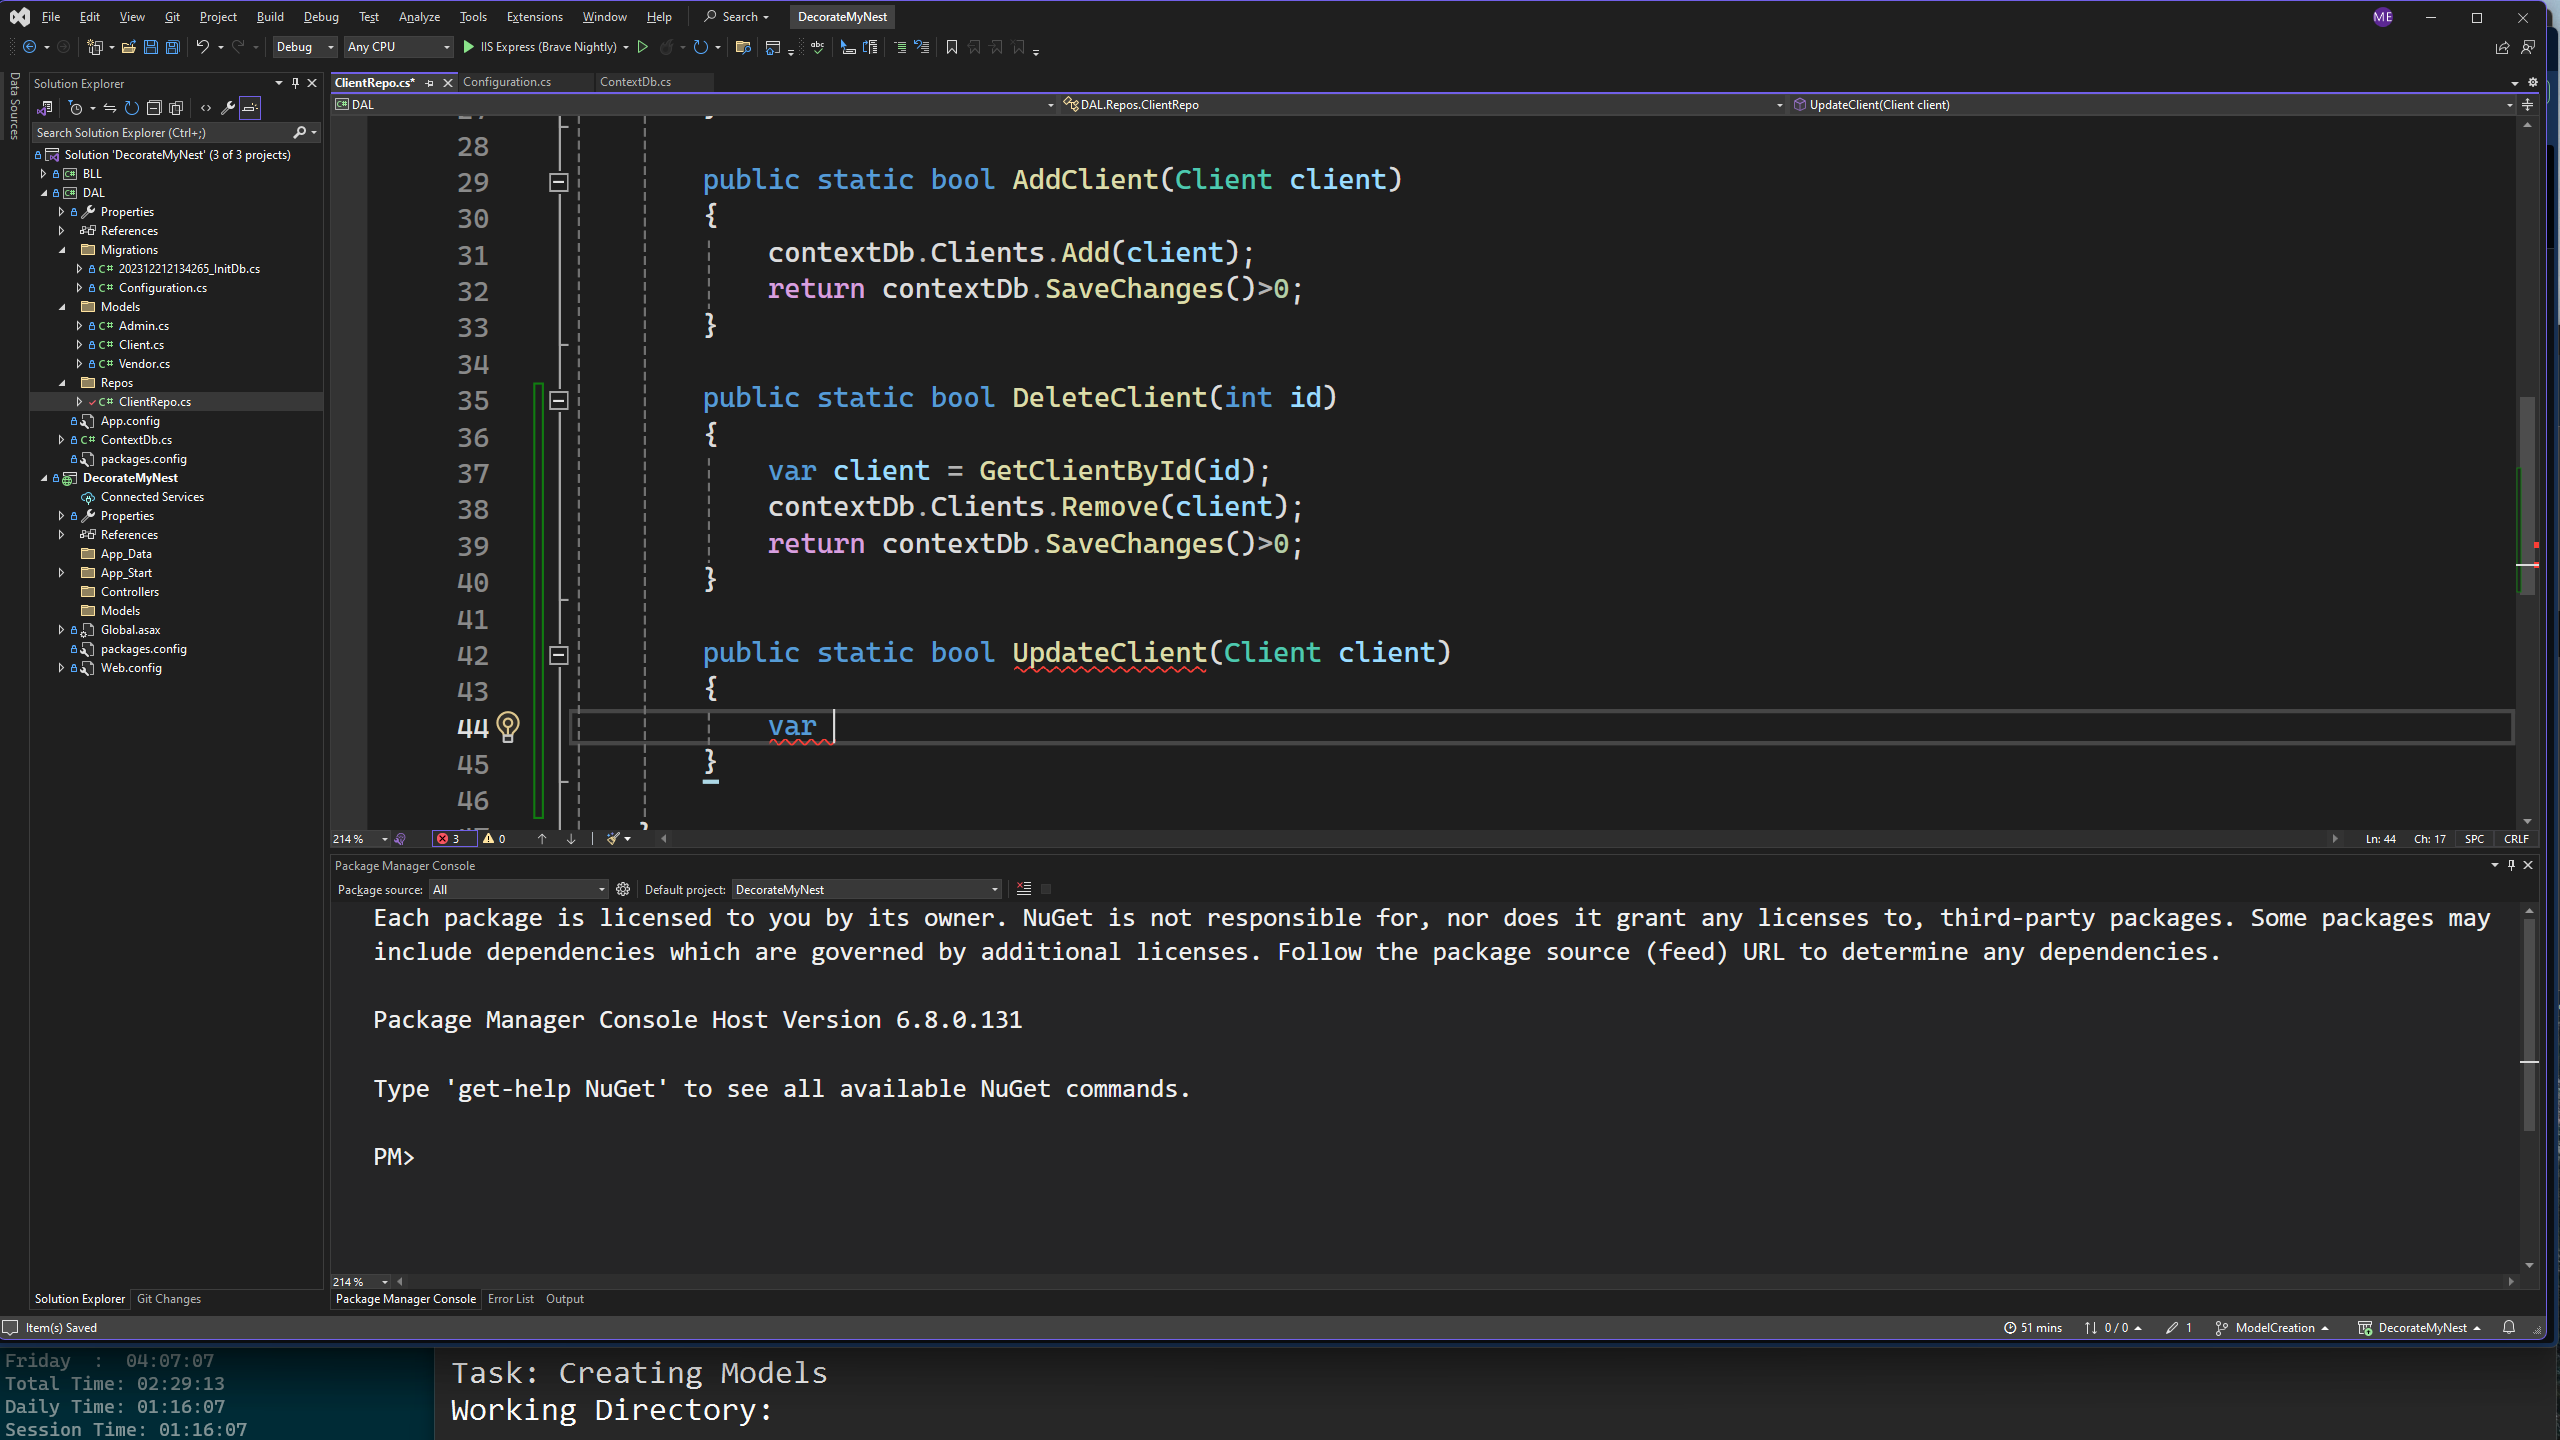 File Edit View Git Project Build Debug Test Analyze Tools Extensions Window Help Search DecorateMyNest ME
Debug Any CPU IIS Express (Brave Nightly)
Data Sources
Solution Explorer
Search Solution Explorer (Ctrl+;)
Solution 'DecorateMyNest' (3 of 3 projects)
BLL
DAL
Properties
References
Migrations
C# 202312212134265_InitDb.cs
C# Configuration.cs
Models
C# Admin.cs
C# Client.cs
C# Vendor.cs
Repos
C# ClientRepo.cs
App.config
C# ContextDb.cs
packages.config
DecorateMyNest
Connected Services
Properties
References
App_Data
App_Start
Controllers
Models
Global.asax
packages.config
Web.config
Solution Explorer Git Changes
ClientRepo.cs* Configuration.cs ContextDb.cs
C# DAL DAL.Repos.ClientRepo UpdateClient(Client client)
28
29 public static bool AddClient(Client client)
30 {
31 contextDb.Clients.Add(client);
32 return contextDb.SaveChanges()>0;
33 }
34
35 public static bool DeleteClient(int id)
36 {
37 var client = GetClientById(id);
38 contextDb.Clients.Remove(client);
39 return contextDb.SaveChanges()>0;
40 }
41
42 public static bool UpdateClient(Client client)
43 {
44 var
45 }
46
214 % 3 0 Ln: 44 Ch: 17 SPC CRLF
Package Manager Console
Package source: All Default project: DecorateMyNest
Each package is licensed to you by its owner. NuGet is not responsible for, nor does it grant any licenses to, third-party packages. Some packages may
include dependencies which are governed by additional licenses. Follow the package source (feed) URL to determine any dependencies.
Package Manager Console Host Version 6.8.0.131
Type 'get-help NuGet' to see all available NuGet commands.
PM>
214 %
Package Manager Console Error List Output
Item(s) Saved 51 mins 0 / 0 1 ModelCreation DecorateMyNest
Friday : 04:07:07
Total Time: 02:29:13
Daily Time: 01:16:07
Session Time: 01:16:07
Task: Creating Models
Working Directory: